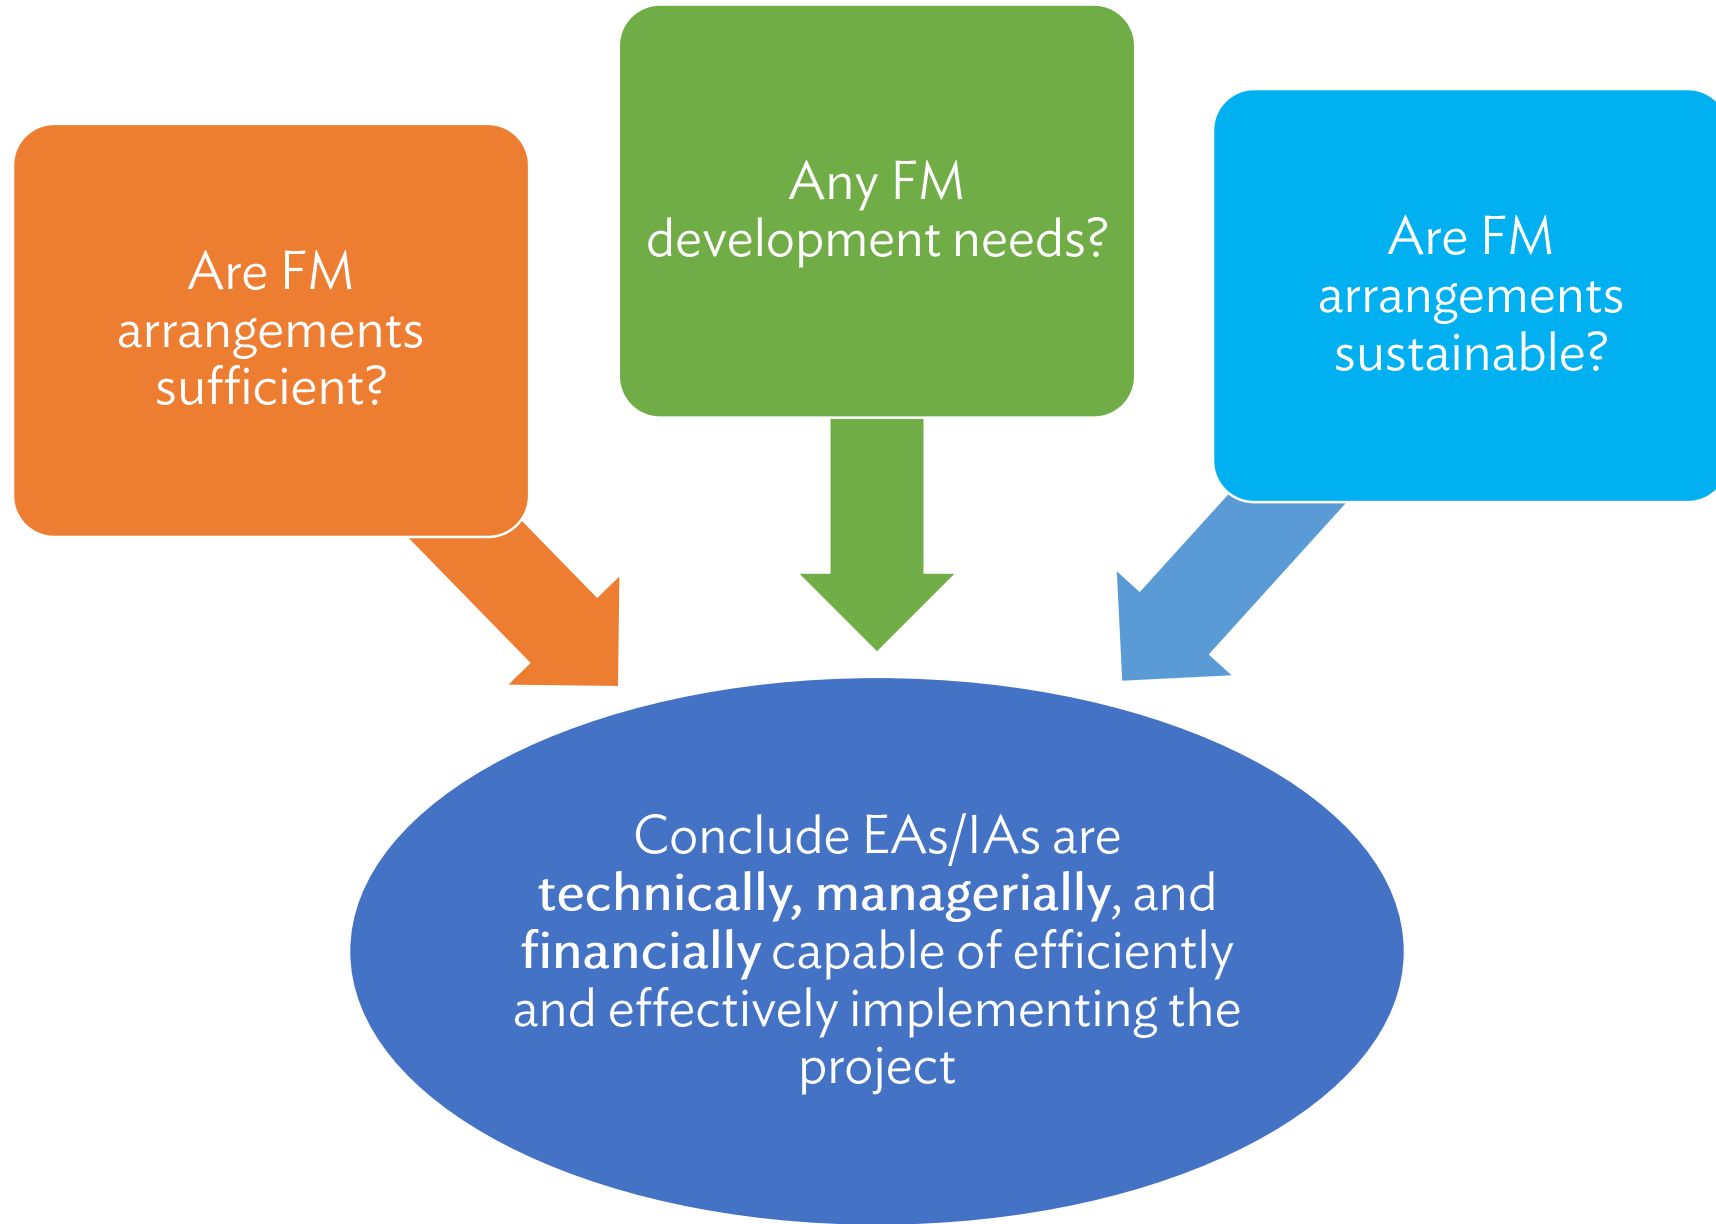 Are FM
arrangements
sufficient?
Any FM
development needs?
Are FM
arrangements
sustainable?
Conclude EAs/IAs are
technically, managerially, and
financially capable of efficiently
and effectively implementing the
project